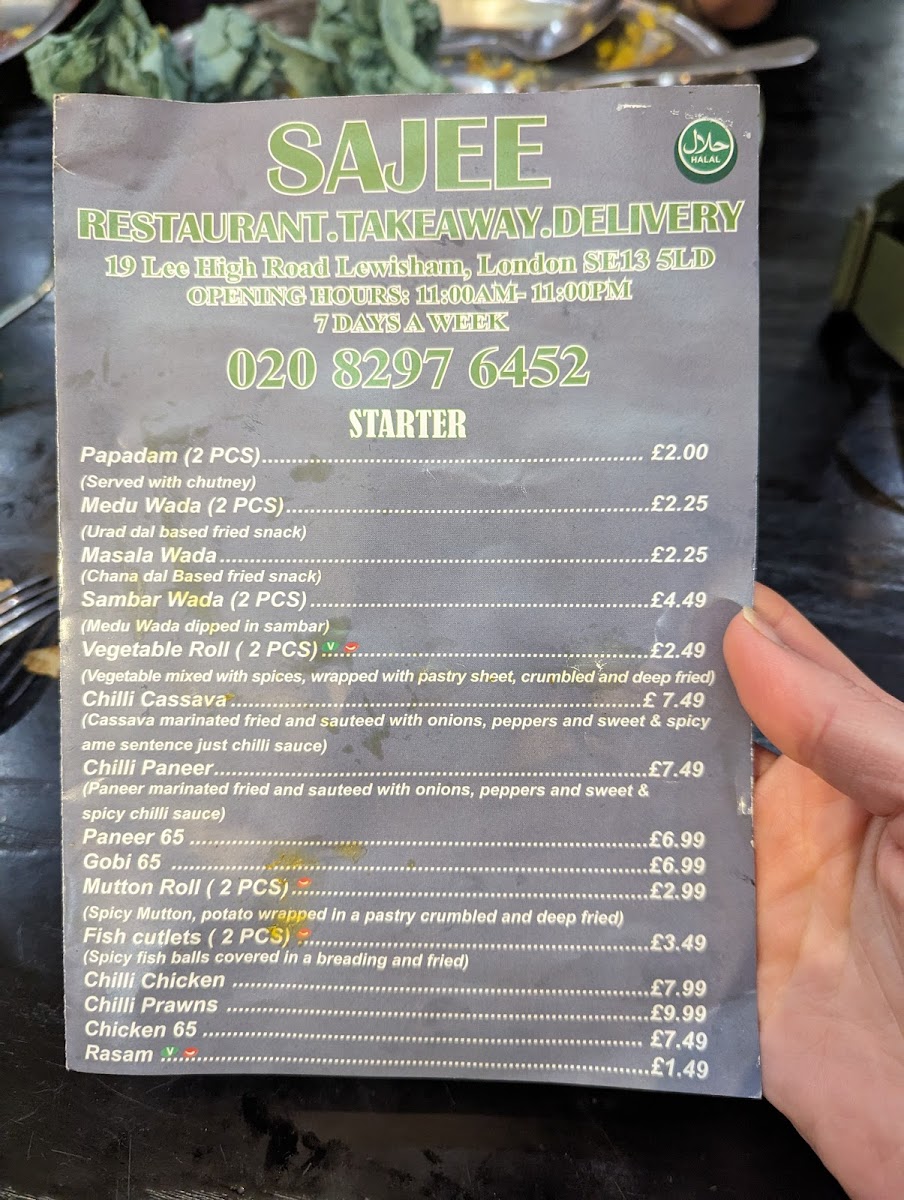 SAJEE
حلال
HALAL
RESTAURANT.TAKEAWAY.DELIVERY
19 Lee High Road Lewisham, London SE13 5LD
OPENING HOURS: 11:00AM- 11:00PM
7 DAYS A WEEK
020 8297 6452
STARTER
Papadam (2 PCS)........................................ £2.00
(Served with chutney)
Medu Wada (2 PCS)........................................£2.25
(Urad dal based fried snack)
Masala Wada........................................£2.25
(Chana dal Based fried snack)
Sambar Wada (2 PCS)........................................£4.49
(Medu Wada dipped in sambar)
Vegetable Roll ( 2 PCS) V ........................................£2.49
(Vegetable mixed with spices, wrapped with pastry sheet, crumbled and deep fried)
Chilli Cassava........................................£ 7.49
(Cassava marinated fried and sauteed with onions, peppers and sweet & spicy
ame sentence just chilli sauce)
Chilli Paneer........................................£7.49
(Paneer marinated fried and sauteed with onions, peppers and sweet &
spicy chilli sauce)
Paneer 65 ........................................£6.99
Gobi 65 ........................................£6.99
Mutton Roll ( 2 PCS)........................................£2.99
(Spicy Mutton, potato wrapped in a pastry crumbled and deep fried)
Fish cutlets ( 2 PCS) ........................................£3.49
(Spicy fish balls covered in a breading and fried)
Chilli Chicken ........................................£7.99
Chilli Prawns ........................................£9.99
Chicken 65 ........................................ £7.49
Rasam V ........................................£1.49